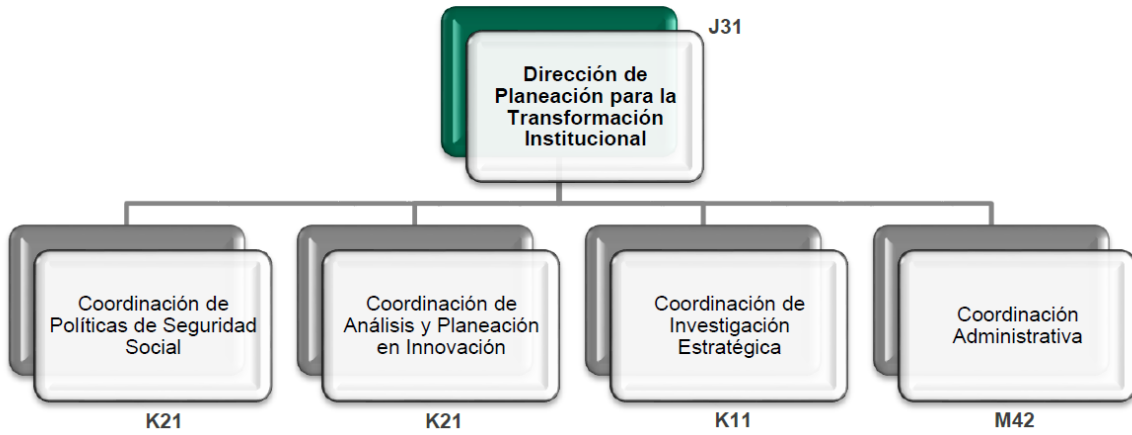 J31
Dirección de
Planeación para la
Transformación
Institucional
Coordinación de
Políticas de Seguridad
Social
K21
Coordinación de
Análisis y Planeación
en Innovación
K21
Coordinación de
Investigación
Estratégica
K11
Coordinación
Administrativa
M42